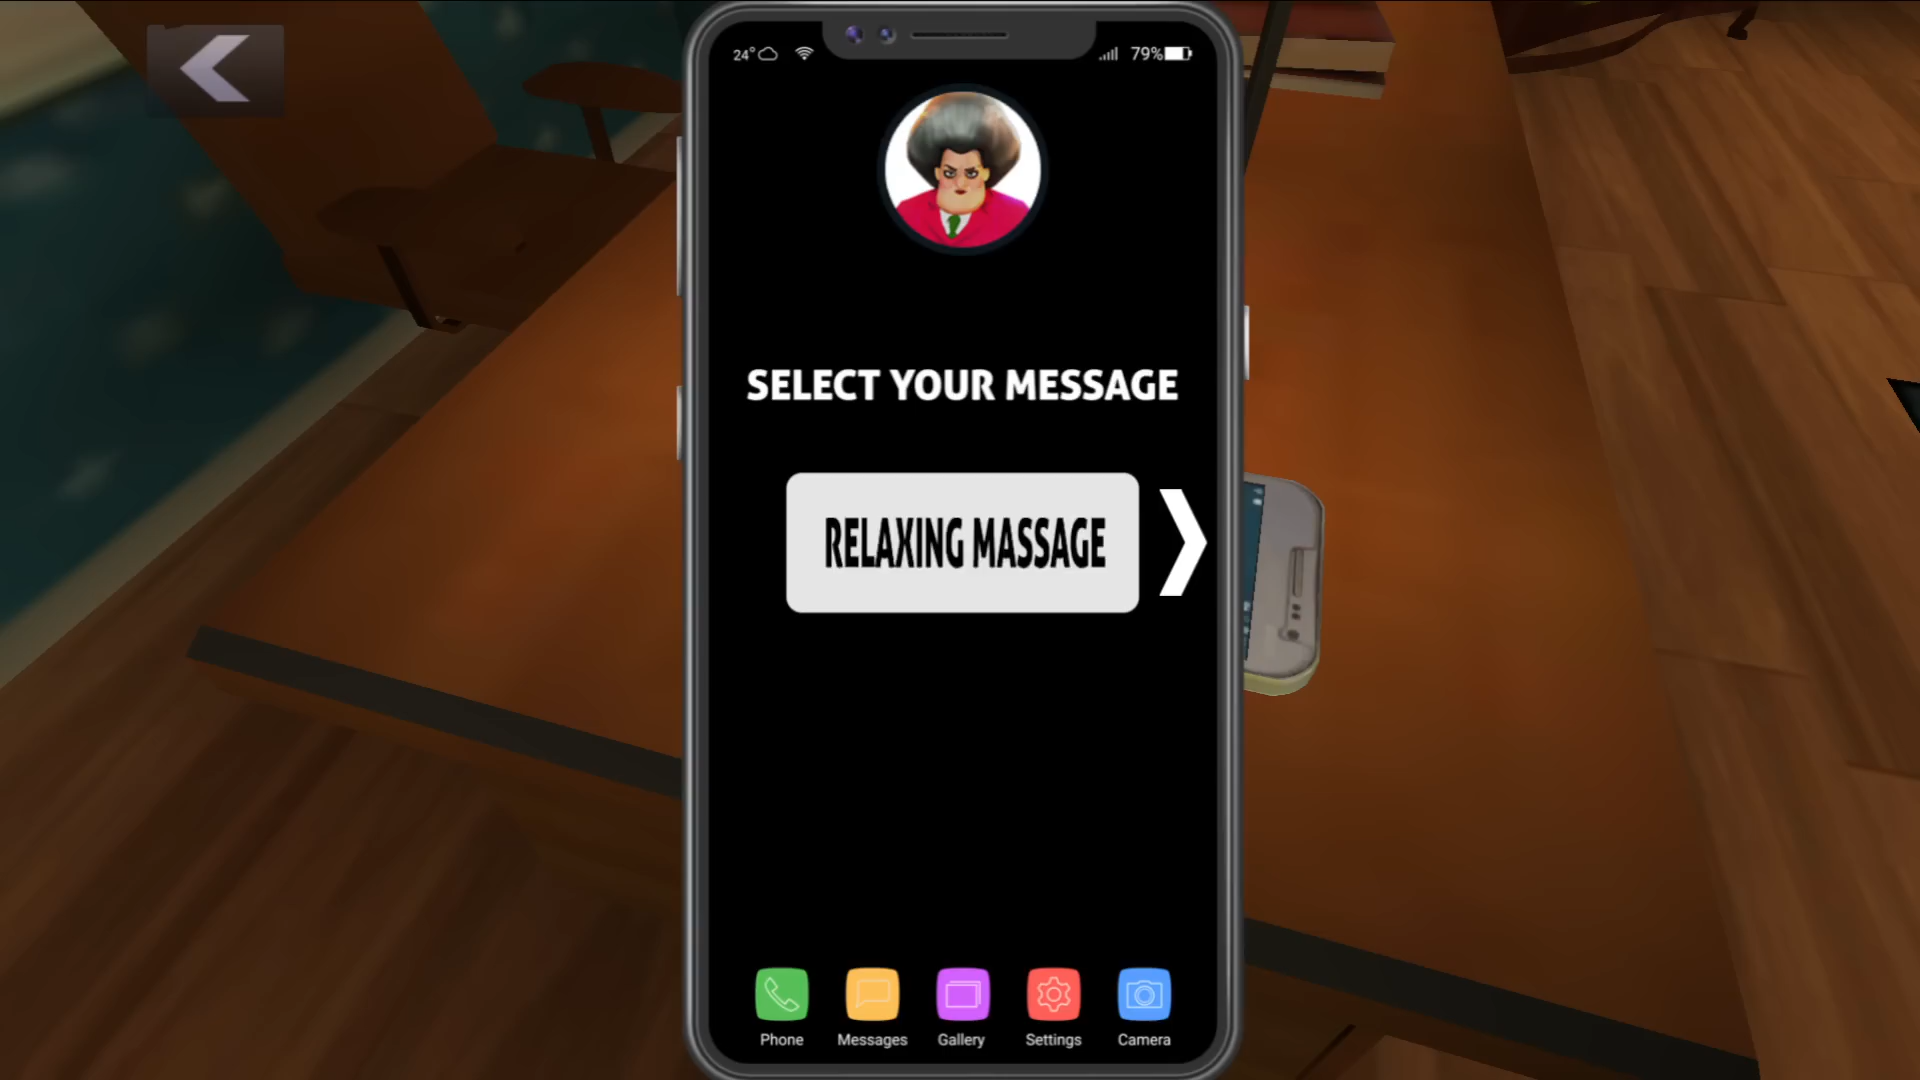 24°
79%
SELECT YOUR MESSAGE
RELAXING MASSAGE
Phone
Messages
Gallery
Settings
Camera